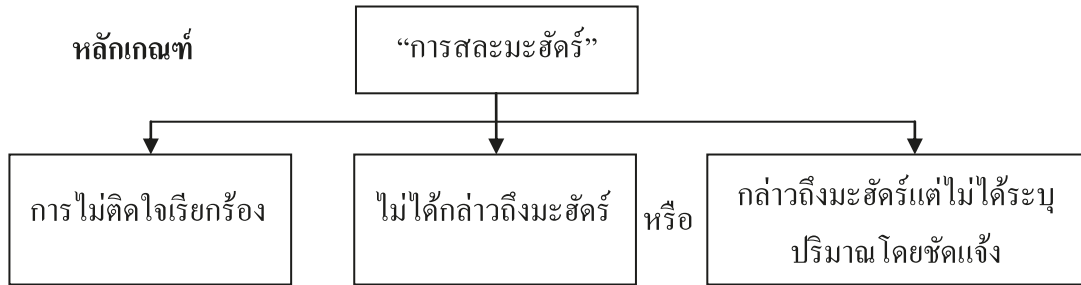 หลักเกณฑ์
“การสละมะฮัดร์”
การไม่ติดใจเรียกร้อง
ไม่ได้กล่าวถึงมะฮัดร์
หรือ
กล่าวถึงมะฮัดร์แต่ไม่ได้ระบุ
ปริมาณโดยชัดแจ้ง